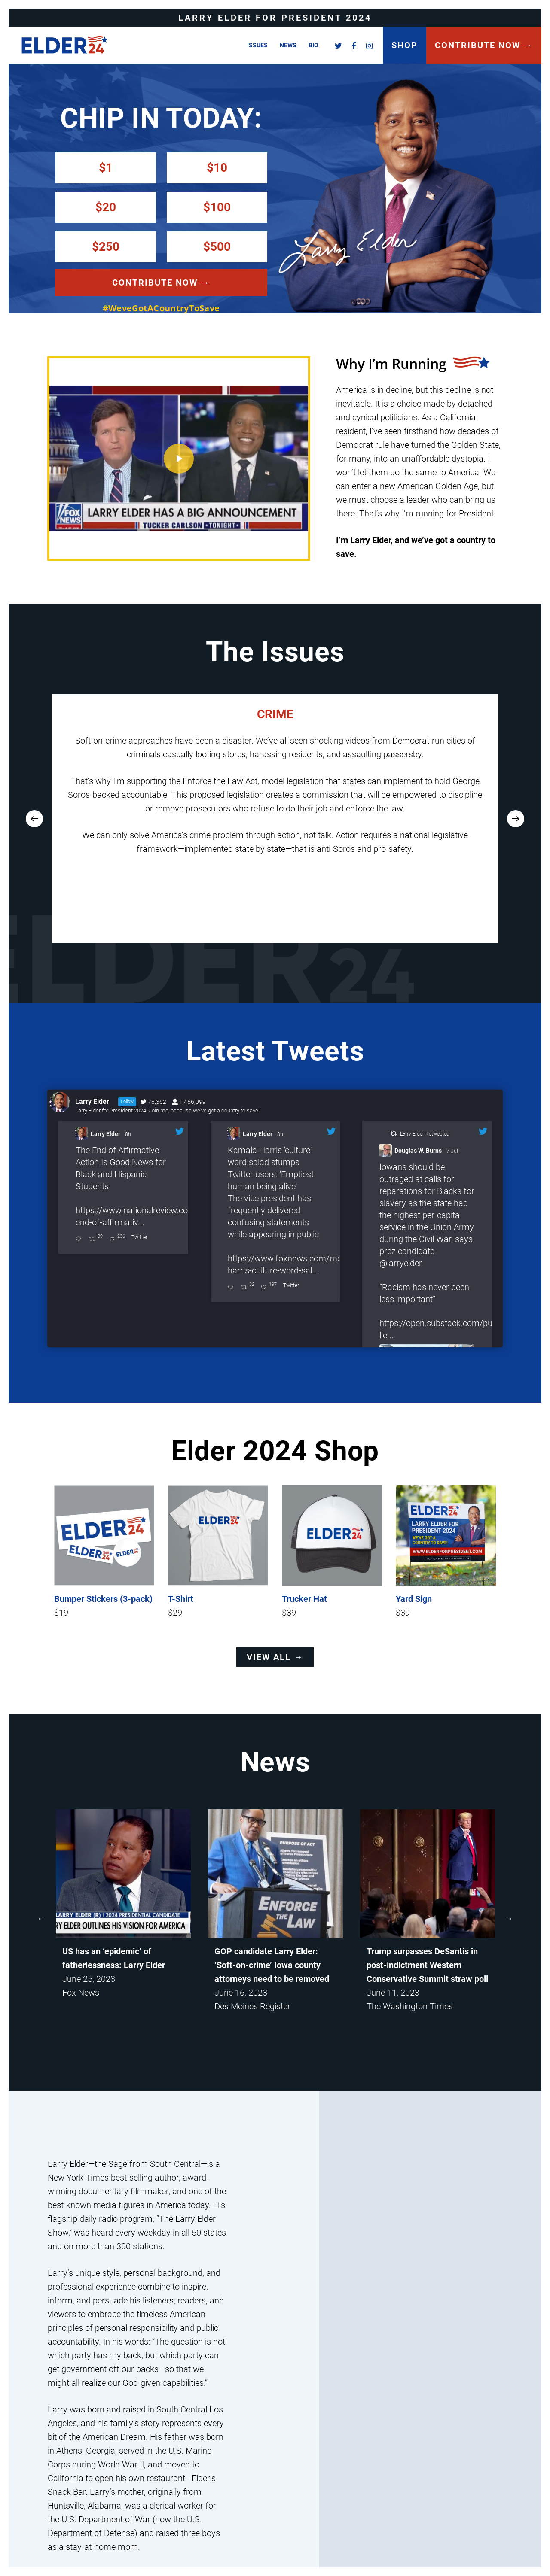 LARRY ELDER FOR PRESIDENT 2024
ELDER24
ISSUES NEWS BIO
SHOP
CONTRIBUTE NOW →
CHIP IN TODAY:
$1 $10
$20 $100
$250 $500
CONTRIBUTE NOW →
#WeveGotACountryToSave
Larry Elder
FOX NEWS
LARRY ELDER HAS A BIG ANNOUNCEMENT
TUCKER CARLSON TONIGHT
Why I’m Running
America is in decline, but this decline is not
inevitable. It is a choice made by detached
and cynical politicians. As a California
resident, I’ve seen firsthand how decades of
Democrat rule have turned the Golden State,
for many, into an unaffordable dystopia. I
won’t let them do the same to America. We
can enter a new American Golden Age, but
we must choose a leader who can bring us
there. That’s why I’m running for President.
I’m Larry Elder, and we’ve got a country to
save.
The Issues
CRIME
Soft-on-crime approaches have been a disaster. We’ve all seen shocking videos from Democrat-run cities of
criminals casually looting stores, harassing residents, and assaulting passersby.
That’s why I’m supporting the Enforce the Law Act, model legislation that states can implement to hold George
Soros-backed accountable. This proposed legislation creates a commission that will be empowered to discipline
or remove prosecutors who refuse to do their job and enforce the law.
We can only solve America’s crime problem through action, not talk. Action requires a national legislative
framework—implemented state by state—that is anti-Soros and pro-safety.
ELDER24
Latest Tweets
Larry Elder Follow 78,362 1,456,099
Larry Elder for President 2024. Join me, because we've got a country to save!
Larry Elder 8h
The End of Affirmative
Action Is Good News for
Black and Hispanic
Students
https://www.nationalreview.co
end-of-affirmativ...
Twitter
Larry Elder 8h
Kamala Harris 'culture'
word salad stumps
Twitter users: 'Emptiest
human being alive'
The vice president has
frequently delivered
confusing statements
while appearing in public
https://www.foxnews.com/me
harris-culture-word-sal...
Twitter
Larry Elder Retweeted
Douglas W. Burns 7 Jul
Iowans should be
outraged at calls for
reparations for Blacks for
slavery as the state had
the highest per-capita
service in the Union Army
during the Civil War, says
prez candidate
@larryelder
“Racism has never been
less important”
https://open.substack.com/pu
lie...
Elder 2024 Shop
ELDER24
ELDER24
ELDER24
ELDER24
ELDER24
ELDER24
LARRY ELDER FOR
PRESIDENT 2024
WE'VE GOT A
COUNTRY TO SAVE!
WWW.ELDERFORPRESIDENT.COM
Bumper Stickers (3-pack) T-Shirt Trucker Hat Yard Sign
$19 $29 $39 $39
VIEW ALL →
News
LARRY ELDER (R) | 2024 PRESIDENTIAL CANDIDATE
RY ELDER OUTLINES HIS VISION FOR AMERICA
PURPOSE OF ACT
ENFORCE
THE LAW
US has an ‘epidemic’ of
fatherlessness: Larry Elder
June 25, 2023
Fox News
GOP candidate Larry Elder:
‘Soft-on-crime’ Iowa county
attorneys need to be removed
June 16, 2023
Des Moines Register
Trump surpasses DeSantis in
post-indictment Western
Conservative Summit straw poll
June 11, 2023
The Washington Times
Larry Elder—the Sage from South Central—is a
New York Times best-selling author, award-
winning documentary filmmaker, and one of the
best-known media figures in America today. His
flagship daily radio program, “The Larry Elder
Show,” was heard every weekday in all 50 states
and on more than 300 stations.
Larry’s unique style, personal background, and
professional experience combine to inspire,
inform, and persuade his listeners, readers, and
viewers to embrace the timeless American
principles of personal responsibility and public
accountability. In his words: “The question is not
which party has my back, but which party can
get government off our backs—so that we
might all realize our God-given capabilities.”
Larry was born and raised in South Central Los
Angeles, and his family’s story represents every
bit of the American Dream. His father was born
in Athens, Georgia, served in the U.S. Marine
Corps during World War II, and moved to
California to open his own restaurant—Elder’s
Snack Bar. Larry’s mother, originally from
Huntsville, Alabama, was a clerical worker for
the U.S. Department of War (now the U.S.
Department of Defense) and raised three boys
as a stay-at-home mom.